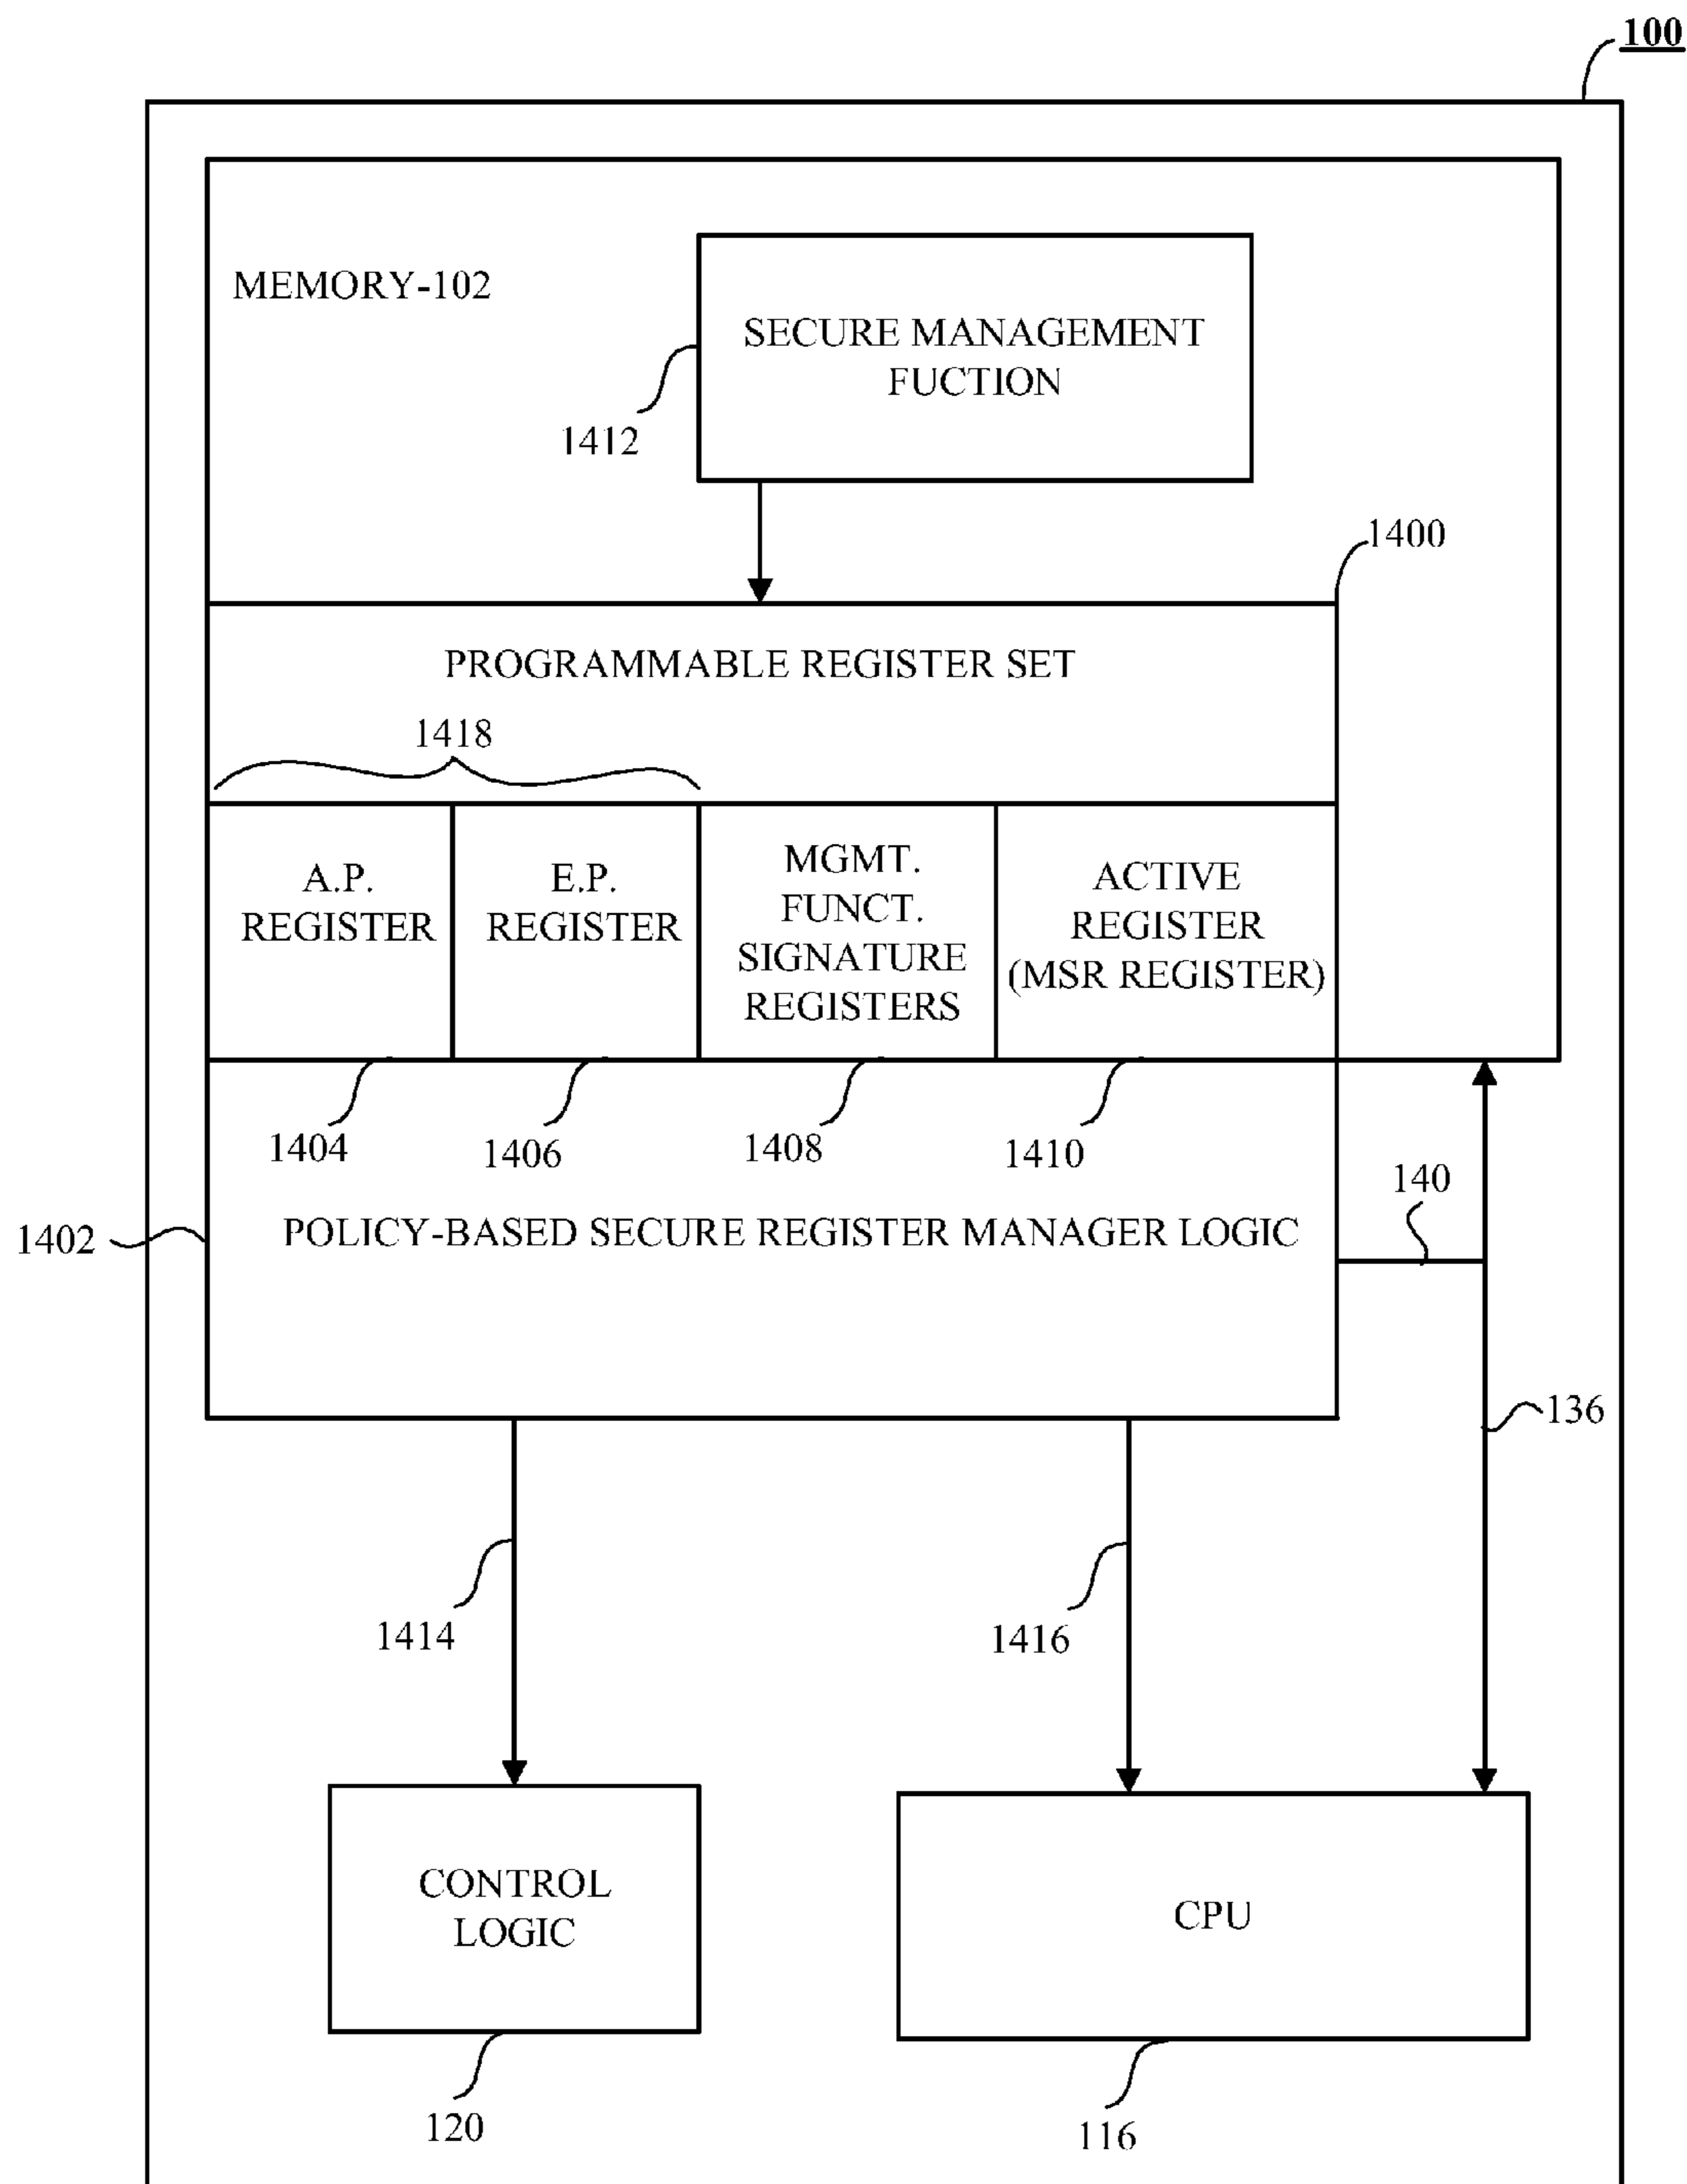 100
MEMORY-102
SECURE MANAGEMENT
FUCTION
1412
1400
PROGRAMMABLE REGISTER SET
1418
A.P.
REGISTER
E.P.
REGISTER
MGMT.
FUNCT.
SIGNATURE
REGISTERS
ACTIVE
REGISTER
(MSR REGISTER)
1404
1406
1408
1410
140
1402
POLICY-BASED SECURE REGISTER MANAGER LOGIC
136
1414
1416
CONTROL
LOGIC
CPU
120
116